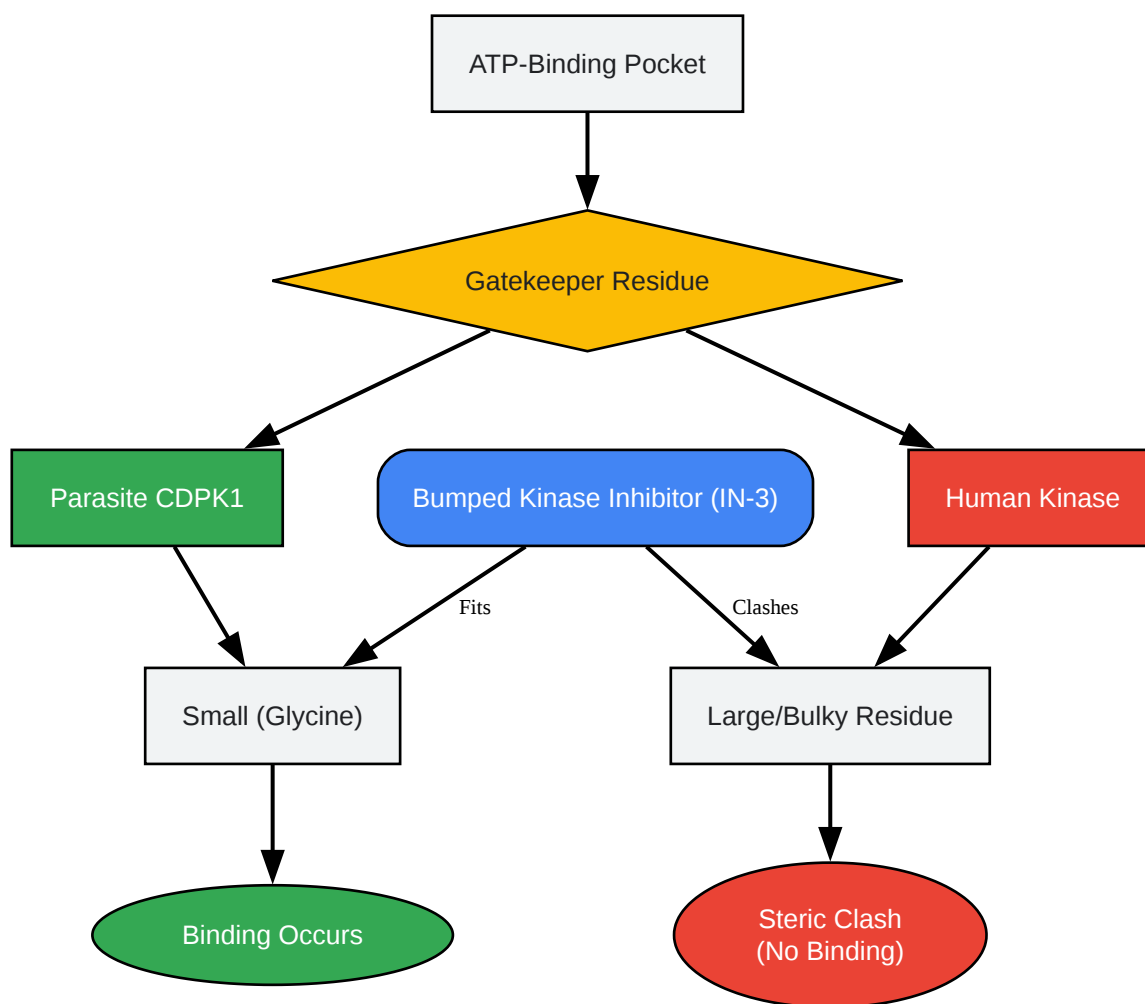 ATP-Binding Pocket
Gatekeeper Residue
Parasite CDPK1
Bumped Kinase Inhibitor (IN-3)
Human Kinase
Fits
Clashes
Small (Glycine)
Large/Bulky Residue
Binding Occurs
Steric Clash
(No Binding)